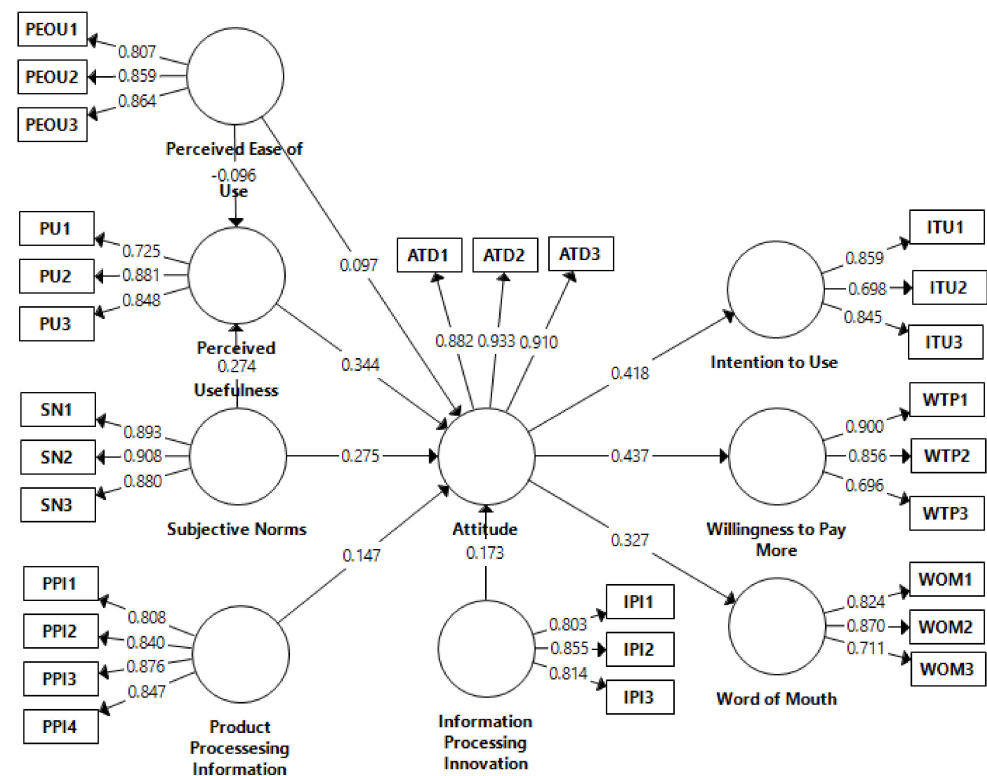 PEOU1
0.807
PEOU2
0.859
0.864
PEOU3
Perceived Ease of
-0.096
Use
PU1
0.725
PU2
0.881
0.848
PU3
Perceived
0.274
Usefulness
0.097
0.344
ATD1
ATD2
ATD3
0.882
0.933
0.910
ITU1
0.859
0.698
ITU2
0.845
ITU3
Intention to Use
0.418
SN1
0.893
SN2
0.908
0.880
SN3
Subjective Norms
0.275
Attitude
0.173
0.437
WTP1
0.900
0.856
WTP2
0.696
WTP3
Willingness to Pay
More
0.147
0.327
PPI1
0.808
PPI2
0.840
0.876
PPI3
0.847
PPI4
Product
Processesing
Information
IPI1
0.803
0.855
IPI2
0.814
IPI3
Information
Processing
Innovation
WOM1
0.824
0.870
WOM2
0.711
WOM3
Word of Mouth